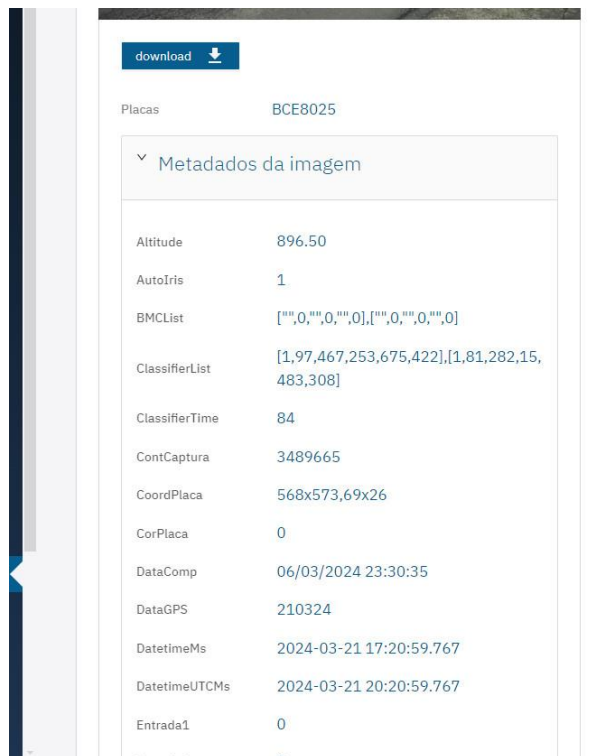 download
Placas BCE8025
Metadados da imagem
Altitude 896.50
AutoIris 1
BMCList ["",0,"",0,"",0],["",0,"",0,"",0]
ClassifierList [1,97,467,253,675,422],[1,81,282,15,
483,308]
ClassifierTime 84
ContCaptura 3489665
CoordPlaca 568x573,69x26
CorPlaca 0
DataComp 06/03/2024 23:30:35
DataGPS 210324
DatetimeMs 2024-03-21 17:20:59.767
DatetimeUTCMs 2024-03-21 20:20:59.767
Entrada1 0